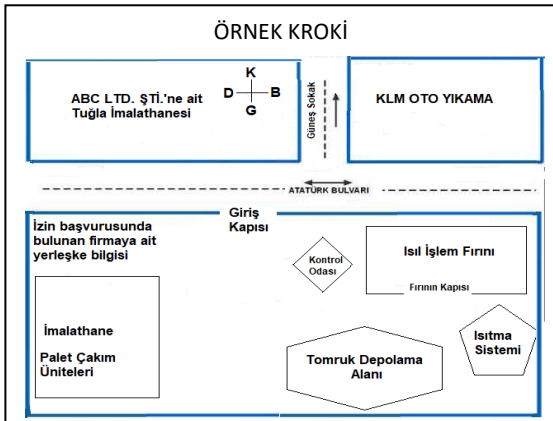 ÖRNEK KROKİ
ABC LTD. ŞTİ.'ne ait
Tuğla İmalathanesi
K
D
B
G
Güneş Sokak
KLM OTO YIKAMA
ATATÜRK BULVARI
Giriş
Kapısı
İzin başvurusunda
bulunan firmaya ait
yerleşke bilgisi
Kontrol
Odası
Isıl İşlem Fırını
Fırının Kapısı
İmalathane
Palet Çakım
Üniteleri
Tomruk Depolama
Alanı
Isıtma
Sistemi